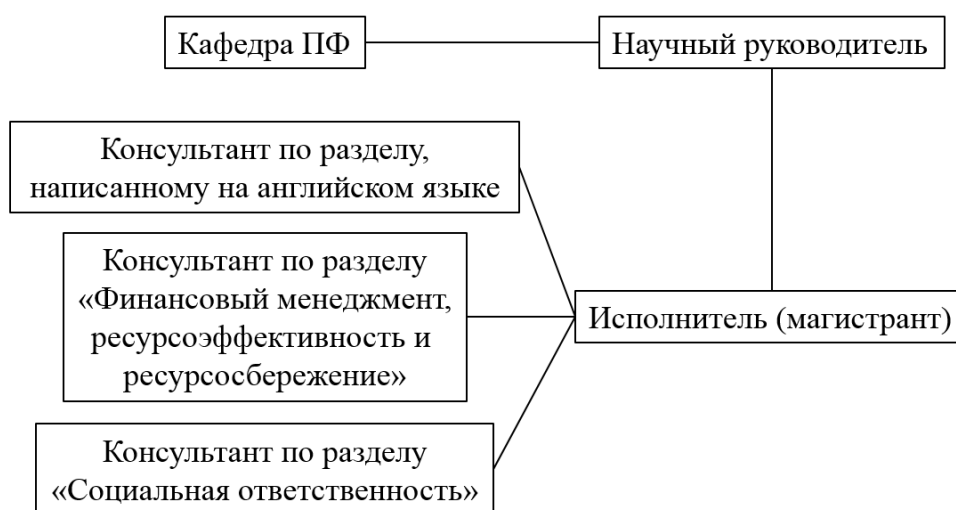 Кафедра ПФ
Научный руководитель
Консультант по разделу,
написанному на английском языке
Консультант по разделу
«Финансовый менеджмент,
ресурсоэффективность и
ресурсосбережение»
Исполнитель (магистрант)
Консультант по разделу
«Социальная ответственность»